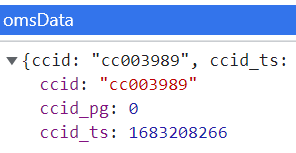 omsData
▼{ccid: "cc003989", ccid_ts:
ccid: "cc003989"
ccid_pg: 0
ccid_ts: 1683208266